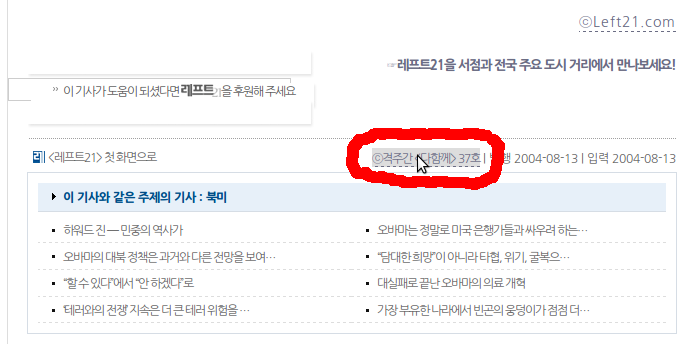 ⓒLeft21.com
☞레프트21을 서점과 전국 주요 도시 거리에서 만나보세요!
» 이 기사가 도움이 되셨다면 레프트21을 후원해 주세요
<레프트21> 첫 화면으로
ⓒ격주간 <다함께> 37호 | 2004-08-13 | 입력 2004-08-13
이 기사와 같은 주제의 기사 : 북미
하워드 진 — 민중의 역사가
오바마는 정말로 미국 은행가들과 싸우려 하는…
오바마의 대북 정책은 과거와 다른 전망을 보여…
“담대한 희망”이 아니라 타협, 위기, 굴복으…
“할 수 있다”에서 “안 하겠다”로
대실패로 끝난 오바마의 의료 개혁
‘테러와의 전쟁’ 지속은 더 큰 테러 위험을 …
가장 부유한 나라에서 빈곤의 웅덩이가 점점 더…